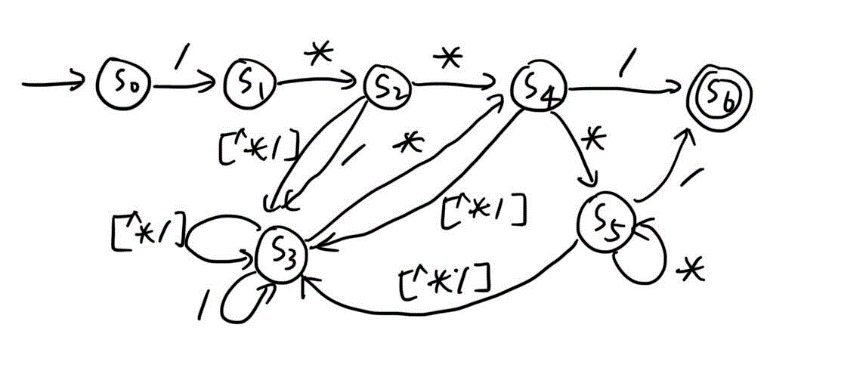 / * * /
S0 S1 S2 S4 S6
[^*/] / * *
[^*/] /
[^*/] S5
S3 [^*/] *
/